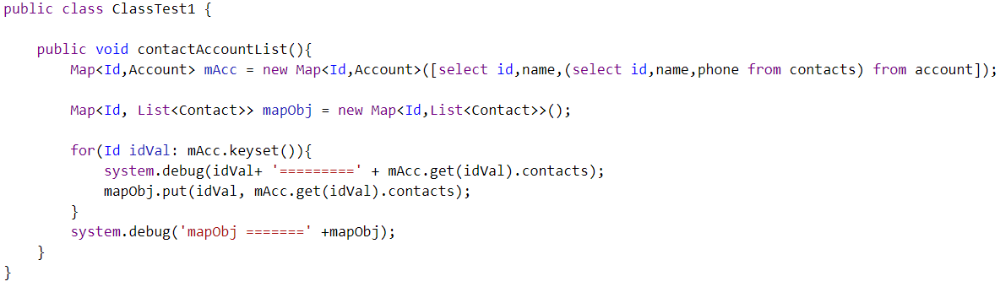 public class ClassTest1 {
public void contactAccountList(){
Map<Id,Account> mAcc = new Map<Id,Account>([select id,name,(select id,name,phone from contacts) from account]);
Map<Id, List<Contact>> mapObj = new Map<Id,List<Contact>>();
for(Id idVal: mAcc.keyset()){
system.debug(idVal+ '=========' + mAcc.get(idVal).contacts);
mapObj.put(idVal, mAcc.get(idVal).contacts);
}
system.debug('mapObj =======' +mapObj);
}
}